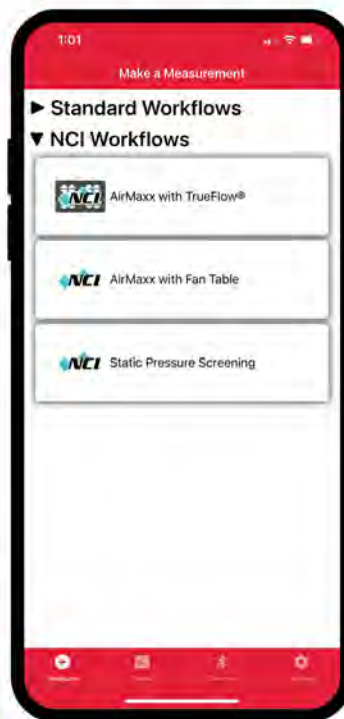 1:01
Make a Measurement
▶ Standard Workflows
▼ NCI Workflows
NCI AirMaxx with TrueFlow®
NCI AirMaxx with Fan Table
NCI Static Pressure Screening